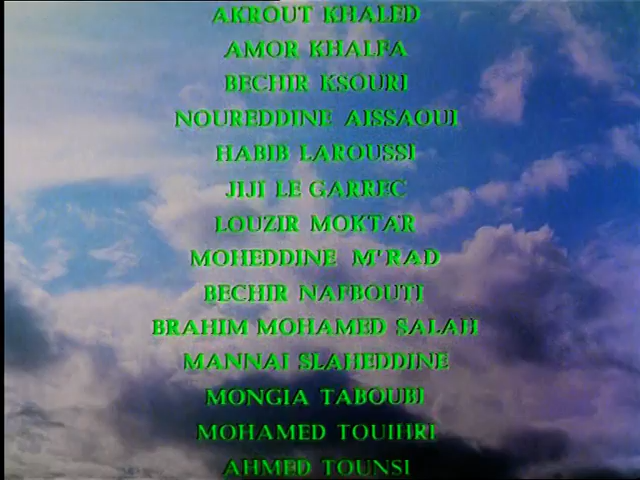 AKROUT KHALED
AMOR KHALFA
BECHIR KSOURI
NOUREDDINE AISSAOUI
HABIB LAROUSSI
JIJI LE GARREC
LOUZIR MOKTAR
MOHEDDINE M'RAD
BECHIR NAFBOUTI
BRAHIM MOHAMED SALAH
MANNAI SLAHEDDINE
MONGIA TABOUBI
MOHAMED TOUIHRI
AHMED TOUNSI